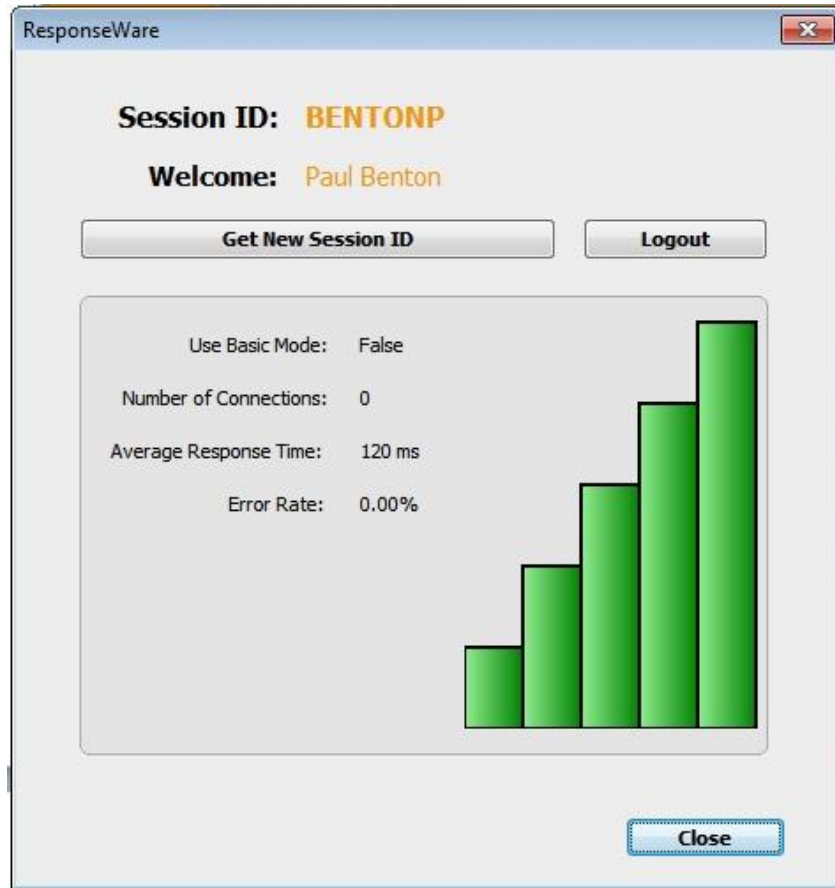 ResponseWare
Session ID: BENTONP
Welcome: Paul Benton
Get New Session ID Logout
Use Basic Mode: False
Number of Connections: 0
Average Response Time: 120 ms
Error Rate: 0.00%
Close